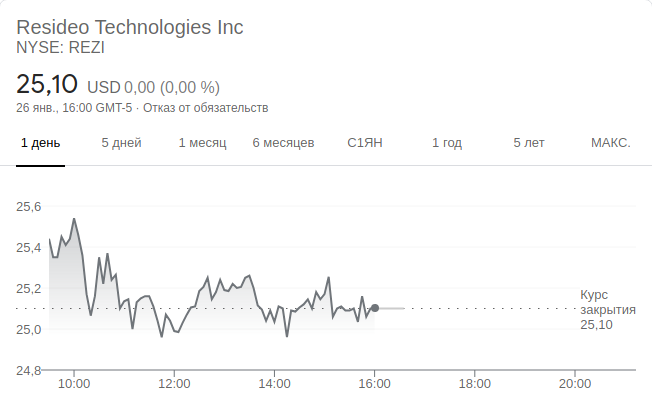 Resideo Technologies Inc
NYSE: REZI
25,10 USD 0,00 (0,00 %)
26 янв., 16:00 GMT-5 · Отказ от обязательств
1 день 5 дней 1 месяц 6 месяцев С1ЯН 1 год 5 лет МАКС.
25,6
25,4
25,2
25,0
24,8
Курс
закрытия
25,10
10:00 12:00 14:00 16:00 18:00 20:00